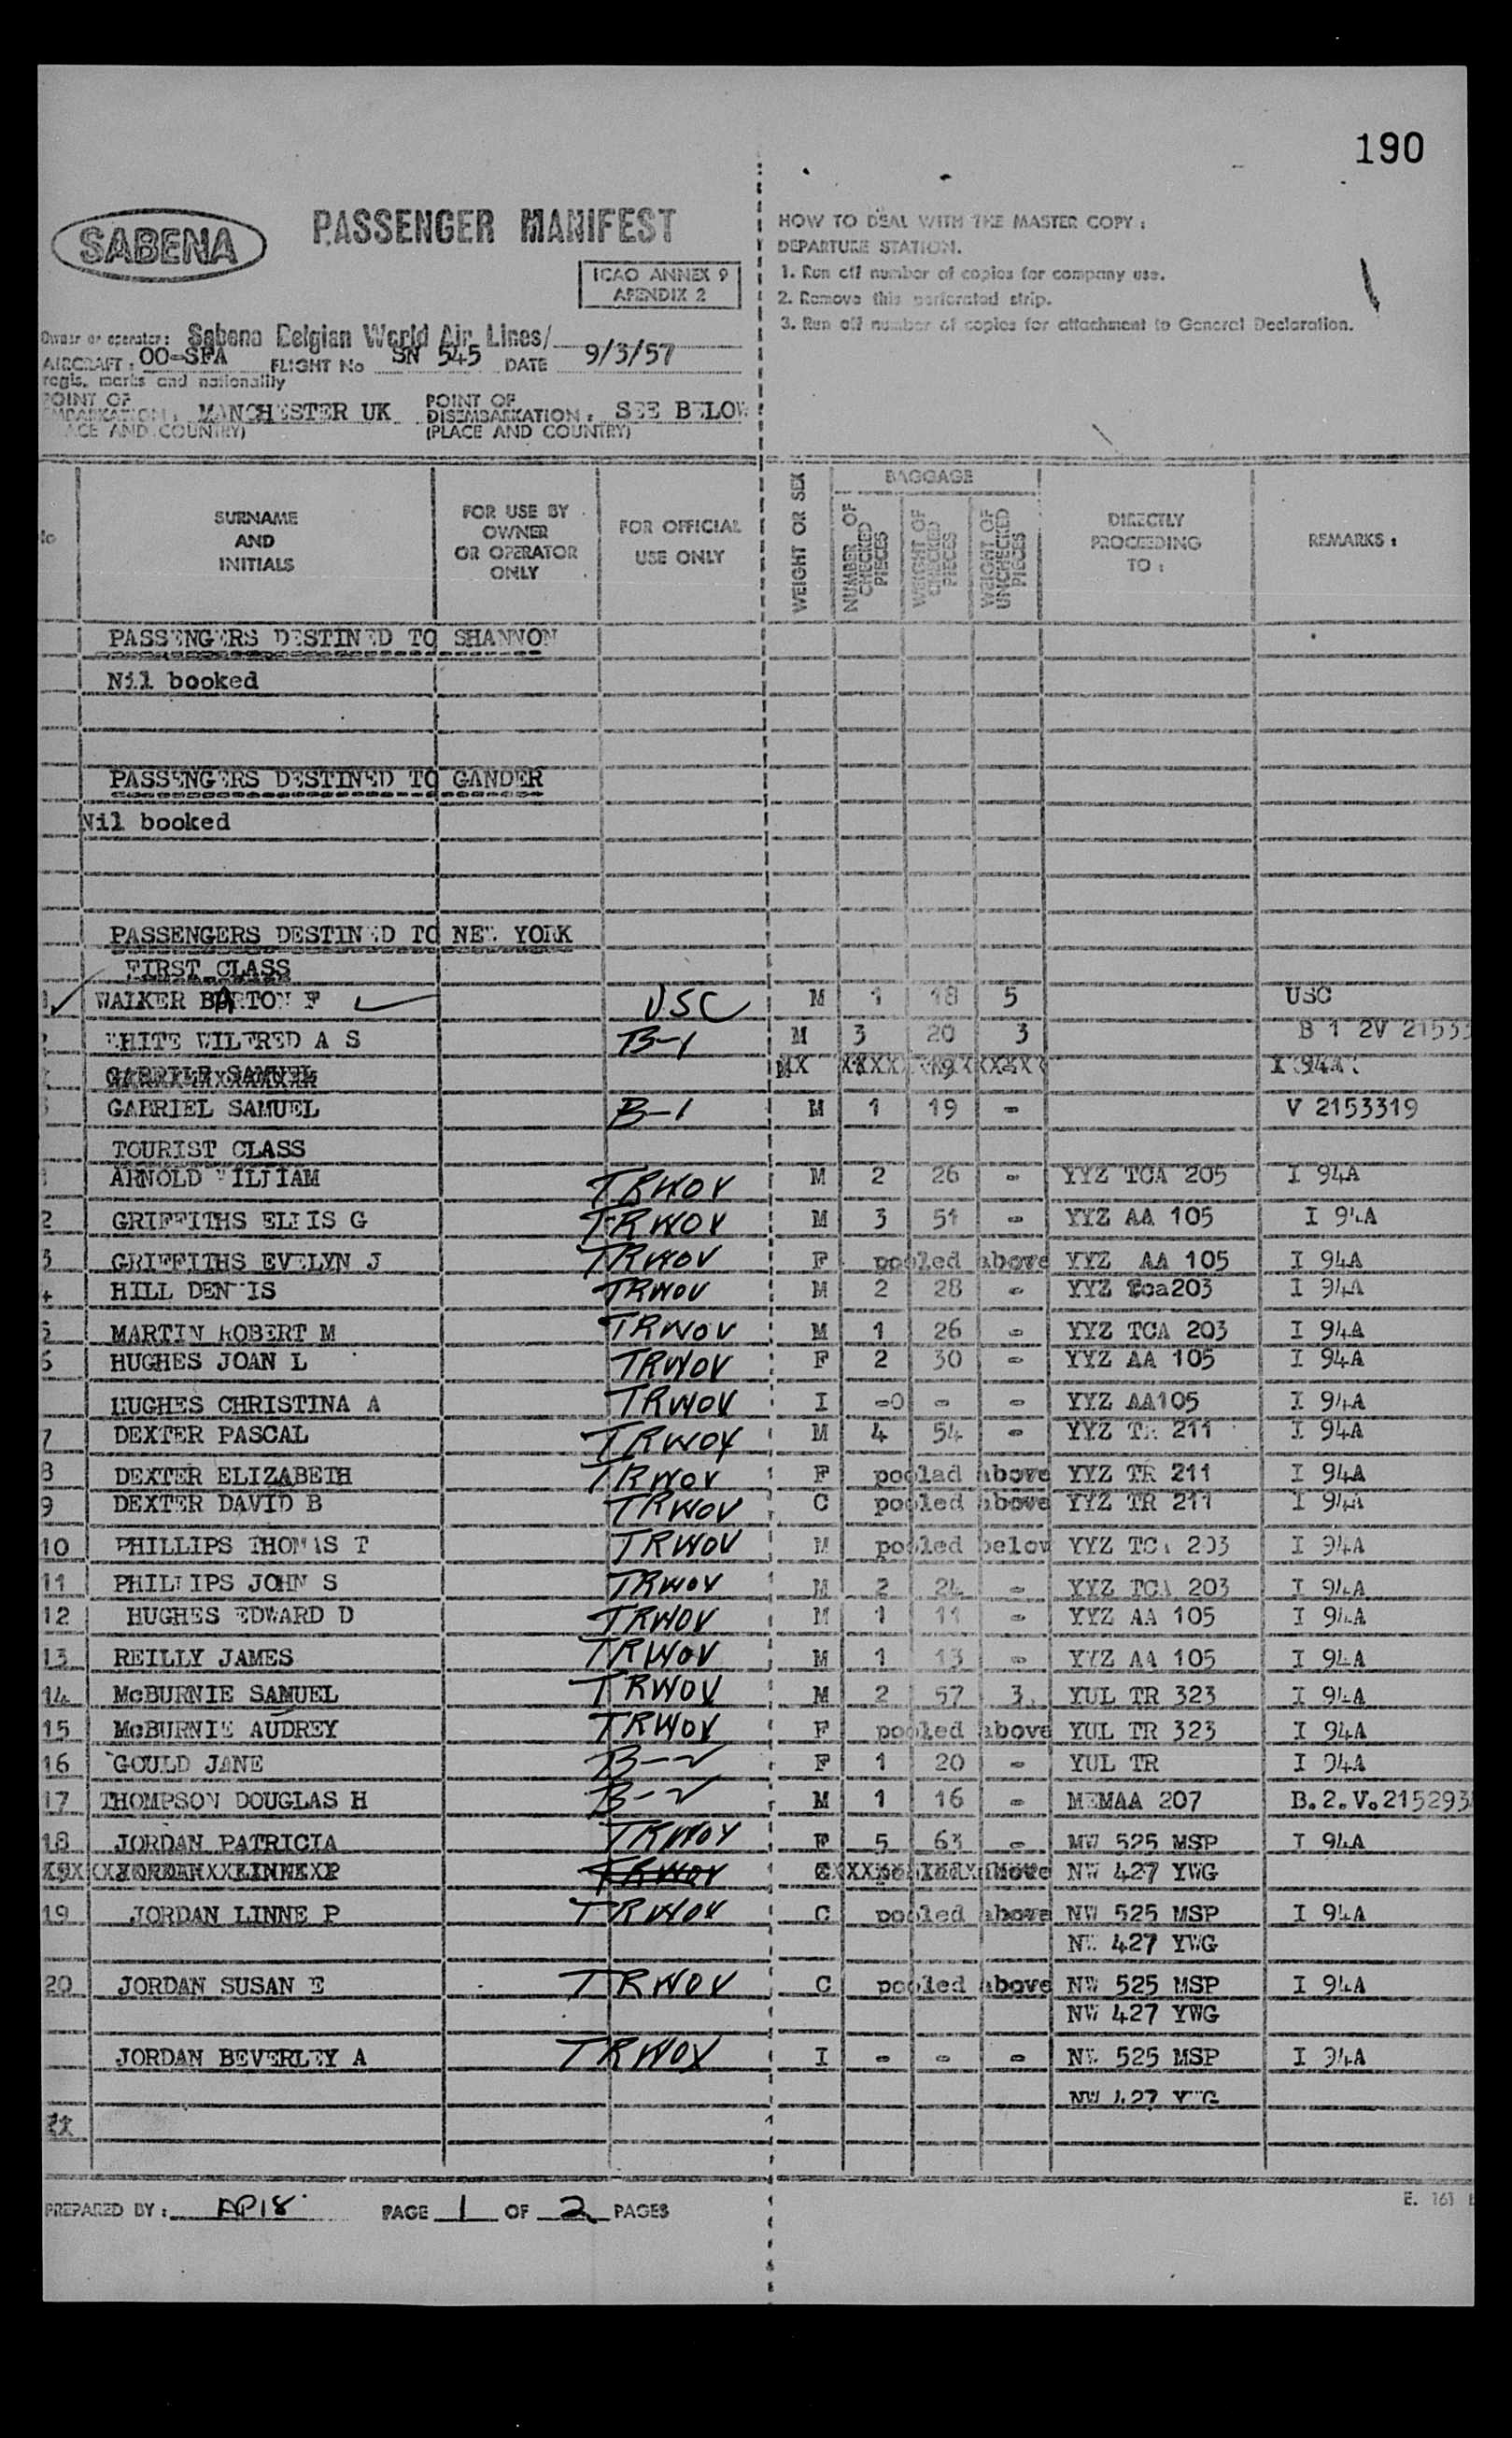 190
SABENA
PASSENGER MANIFEST
ICAO ANNEX 9
APENDIX 2
HOW TO DEAL WITH THE MASTER COPY :
DEPARTURE STATION.
1. Run off number of copies for company use.
2. Remove this perforated strip.
3. Run off number of copies for attachment to General Declaration.
Owner or operator: Sabena Belgian World Air Lines/
AIRCRAFT : OO-SFA FLIGHT No SN 545 DATE 9/3/57
regis. marks and nationality
POINT OF EMBARKATION : MANCHESTER UK POINT OF DISEMBARKATION : SEE BELOW
(PLACE AND COUNTRY) (PLACE AND COUNTRY)
No SURNAME AND INITIALS FOR USE BY OWNER OR OPERATOR ONLY FOR OFFICIAL USE ONLY WEIGHT OR SEX BAGGAGE NUMBER OF CHECKED PIECES WEIGHT OF CHECKED PIECES WEIGHT OF UNCHECKED PIECES DIRECTLY PROCEEDING TO : REMARKS :
PASSENGERS DESTINED TO SHANNON
Nil booked
PASSENGERS DESTINED TO GANDER
Nil booked
PASSENGERS DESTINED TO NEW YORK
FIRST CLASS
1 WALKER BARTON F USC M 1 18 5 USC
WHITE WILFRED A S B-1 M 3 20 3 B 1 2V 21533
GABRIEL SAMUEL B-1 M 1 19 - V 2153319
TOURIST CLASS
ARNOLD WILLIAM TRWOV M 2 26 - YYZ TCA 205 I 94A
2 GRIFFITHS ELLIS G TRWOV M 3 51 - YYZ AA 105 I 94A
3 GRIFFITHS EVELYN J TRWOV F pooled above YYZ AA 105 I 94A
4 HILL DENNIS TRWOV M 2 28 - YYZ tca203 I 94A
5 MARTIN ROBERT M TRWOV M 1 26 - YYZ TCA 203 I 94A
6 HUGHES JOAN L TRWOV F 2 30 - YYZ AA 105 I 94A
HUGHES CHRISTINA A TRWOV I -0 - - YYZ AA105 I 94A
7 DEXTER PASCAL TRWOV M 4 54 - YYZ TR 211 I 94A
8 DEXTER ELIZABETH TRWOV F poolad above YYZ TR 211 I 94A
9 DEXTER DAVID B TRWOV C pooled above YYZ TR 211 I 94A
10 PHILLIPS THOMAS T TRWOV M pooled below YYZ TCA 203 I 94A
11 PHILLIPS JOHN S TRWOV M 2 24 - YYZ TCA 203 I 94A
12 HUGHES EDWARD D TRWOV M 1 11 - YYZ AA 105 I 94A
13 REILLY JAMES TRWOV M 1 13 - YYZ AA 105 I 94A
14 McBURNIE SAMUEL TRWOV M 2 57 3 YUL TR 323 I 94A
15 McBURNIE AUDREY TRWOV F pooled above YUL TR 323 I 94A
16 GOULD JANE B-2 F 1 20 - YUL TR I 94A
17 THOMPSON DOUGLAS H B-2 M 1 16 - MEMAA 207 B.2.V.215293
18 JORDAN PATRICIA TRWOV F 5 63 - MW 525 MSP I 94A
NW 427 YWG
19 JORDAN LINNE P TRWOV C pooled above NW 525 MSP I 94A
NW 427 YWG
20 JORDAN SUSAN E TRWOV C pooled above NW 525 MSP I 94A
NW 427 YWG
JORDAN BEVERLEY A TRWOV I - - - NW 525 MSP I 94A
NW 427 YWG
PREPARED BY : AP18 PAGE 1 OF 2 PAGES
E. 161